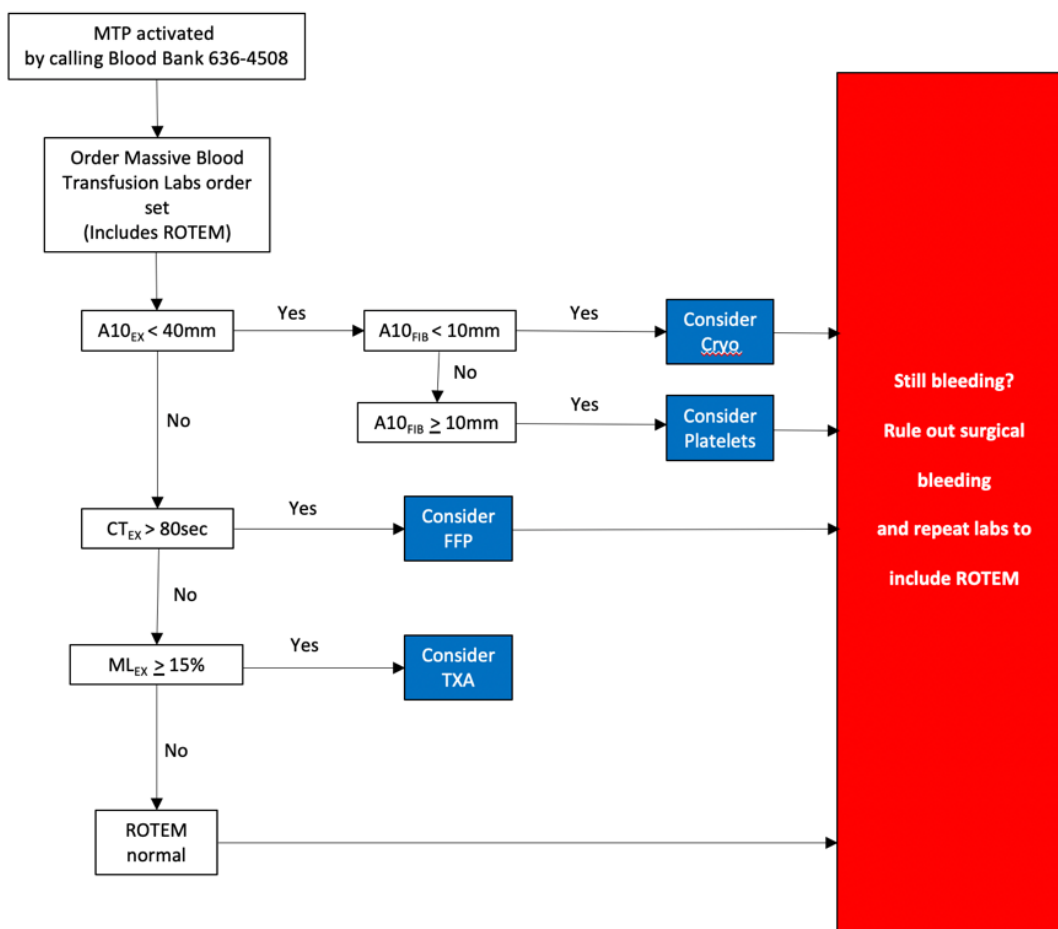 MTP activated
by calling Blood Bank 636-4508
Order Massive Blood
Transfusion Labs order
set
(Includes ROTEM)
A10EX < 40mm
Yes
A10FIB < 10mm
Yes
Consider
Cryo
No
A10FIB ≥ 10mm
Yes
Consider
Platelets
No
CTEX > 80sec
Yes
Consider
FFP
No
MLEX ≥ 15%
Yes
Consider
TXA
No
ROTEM
normal
Still bleeding?
Rule out surgical
bleeding
and repeat labs to
include ROTEM